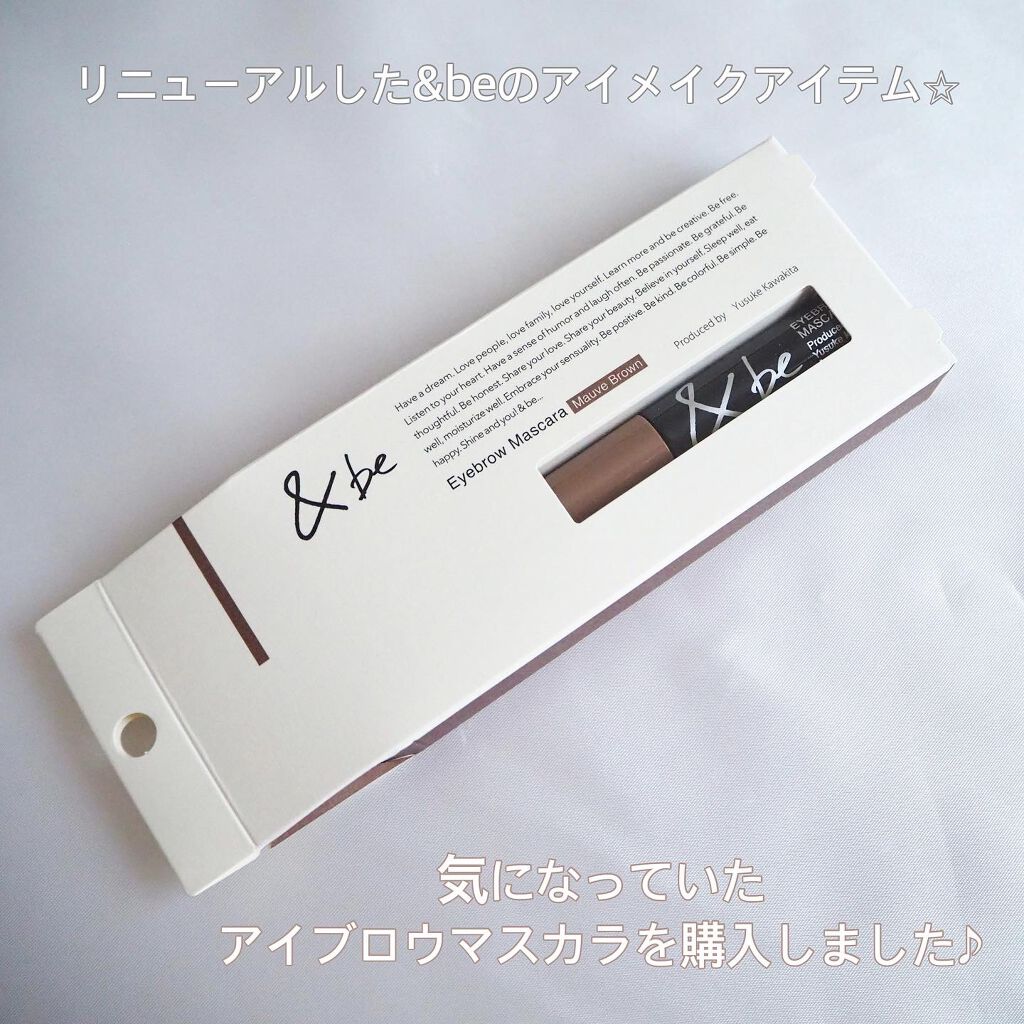 リニューアルした&beのアイメイクアイテム☆
Have a dream. Love people, love family, love yourself. Learn more and be creative. Be free.
Listen to your heart. Have a sense of humor and laugh often. Be passionate. Be grateful. Be
thoughtful. Be honest. Share your love. Share your beauty. Believe in yourself. Sleep well, eat
well, moisturize well. Embrace your sensuality. Be positive. Be kind. Be colorful. Be simple. Be
happy. Shine and you! & be...
Eyebrow Mascara Mauve Brown
Produced by Yusuke Kawakita
& be
& be
EYEBR
MASCA
Produce
Yusuke
気になっていた
アイブロウマスカラを購入しました♪